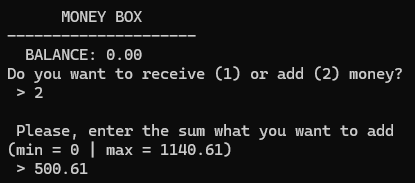 MONEY BOX
---------------------
BALANCE: 0.00
Do you want to receive (1) or add (2) money?
> 2
Please, enter the sum what you want to add
(min = 0 | max = 1140.61)
> 500.61